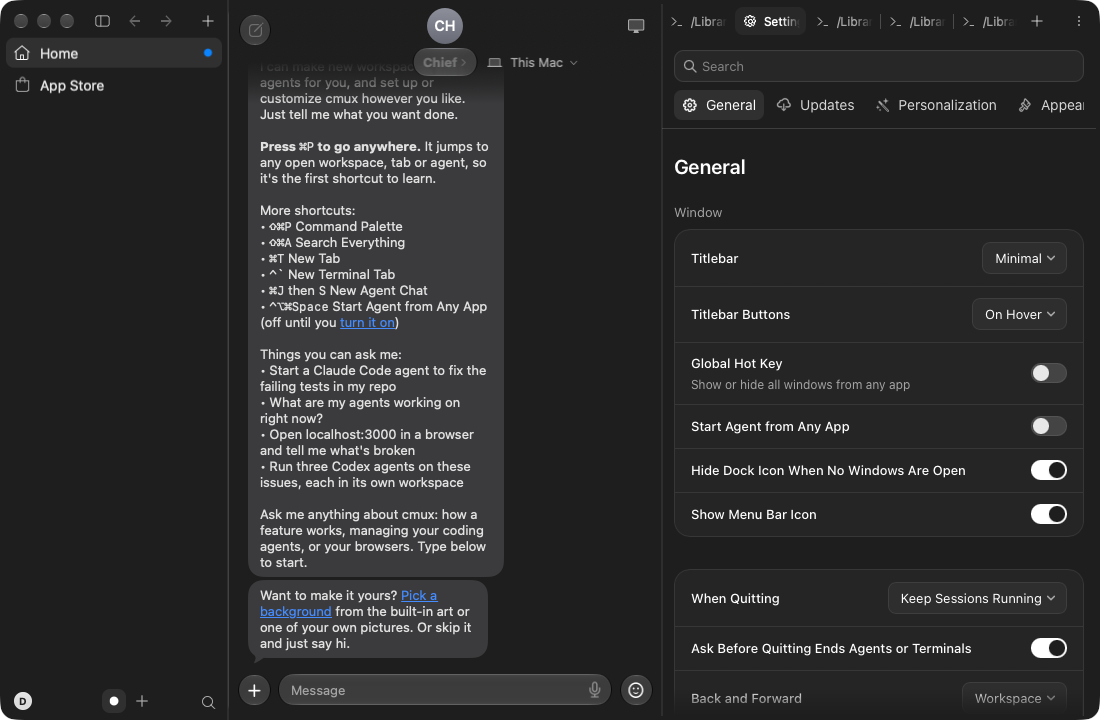 Home
App Store
D
CH
Chief
This Mac
I can make new workspac
agents for you, and set up or
customize cmux however you like.
Just tell me what you want done.
Press ⌘P to go anywhere. It jumps to
any open workspace, tab or agent, so
it's the first shortcut to learn.
More shortcuts:
• ⇧⌘P Command Palette
• ⇧⌘A Search Everything
• ⌘T New Tab
• ^` New Terminal Tab
• ⌘J then S New Agent Chat
• ^⌥⌘Space Start Agent from Any App
(off until you turn it on)
Things you can ask me:
• Start a Claude Code agent to fix the
failing tests in my repo
• What are my agents working on
right now?
• Open localhost:3000 in a browser
and tell me what's broken
• Run three Codex agents on these
issues, each in its own workspace
Ask me anything about cmux: how a
feature works, managing your coding
agents, or your browsers. Type below
to start.
Want to make it yours? Pick a
background from the built-in art or
one of your own pictures. Or skip it
and just say hi.
Message
/Librar Settin /Librar /Librar /Libra
Search
General Updates Personalization Appear
General
Window
Titlebar Minimal
Titlebar Buttons On Hover
Global Hot Key
Show or hide all windows from any app
Start Agent from Any App
Hide Dock Icon When No Windows Are Open
Show Menu Bar Icon
When Quitting Keep Sessions Running
Ask Before Quitting Ends Agents or Terminals
Back and Forward Workspace